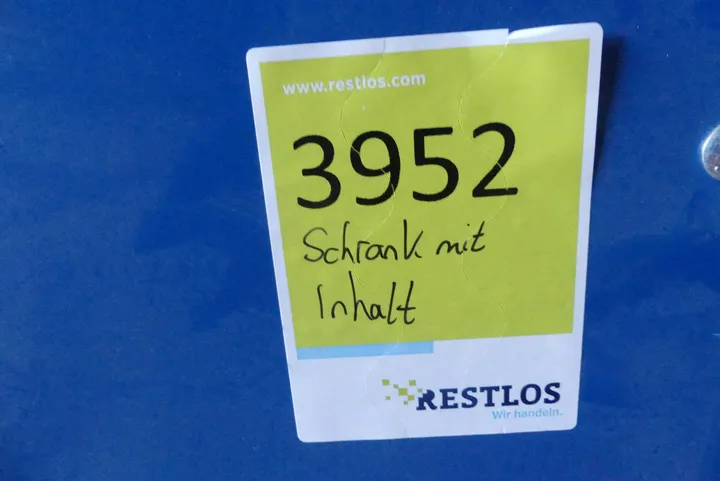 www.restlos.com
3952
Schrank mit
Inhalt
RESTLOS
Wir handeln.